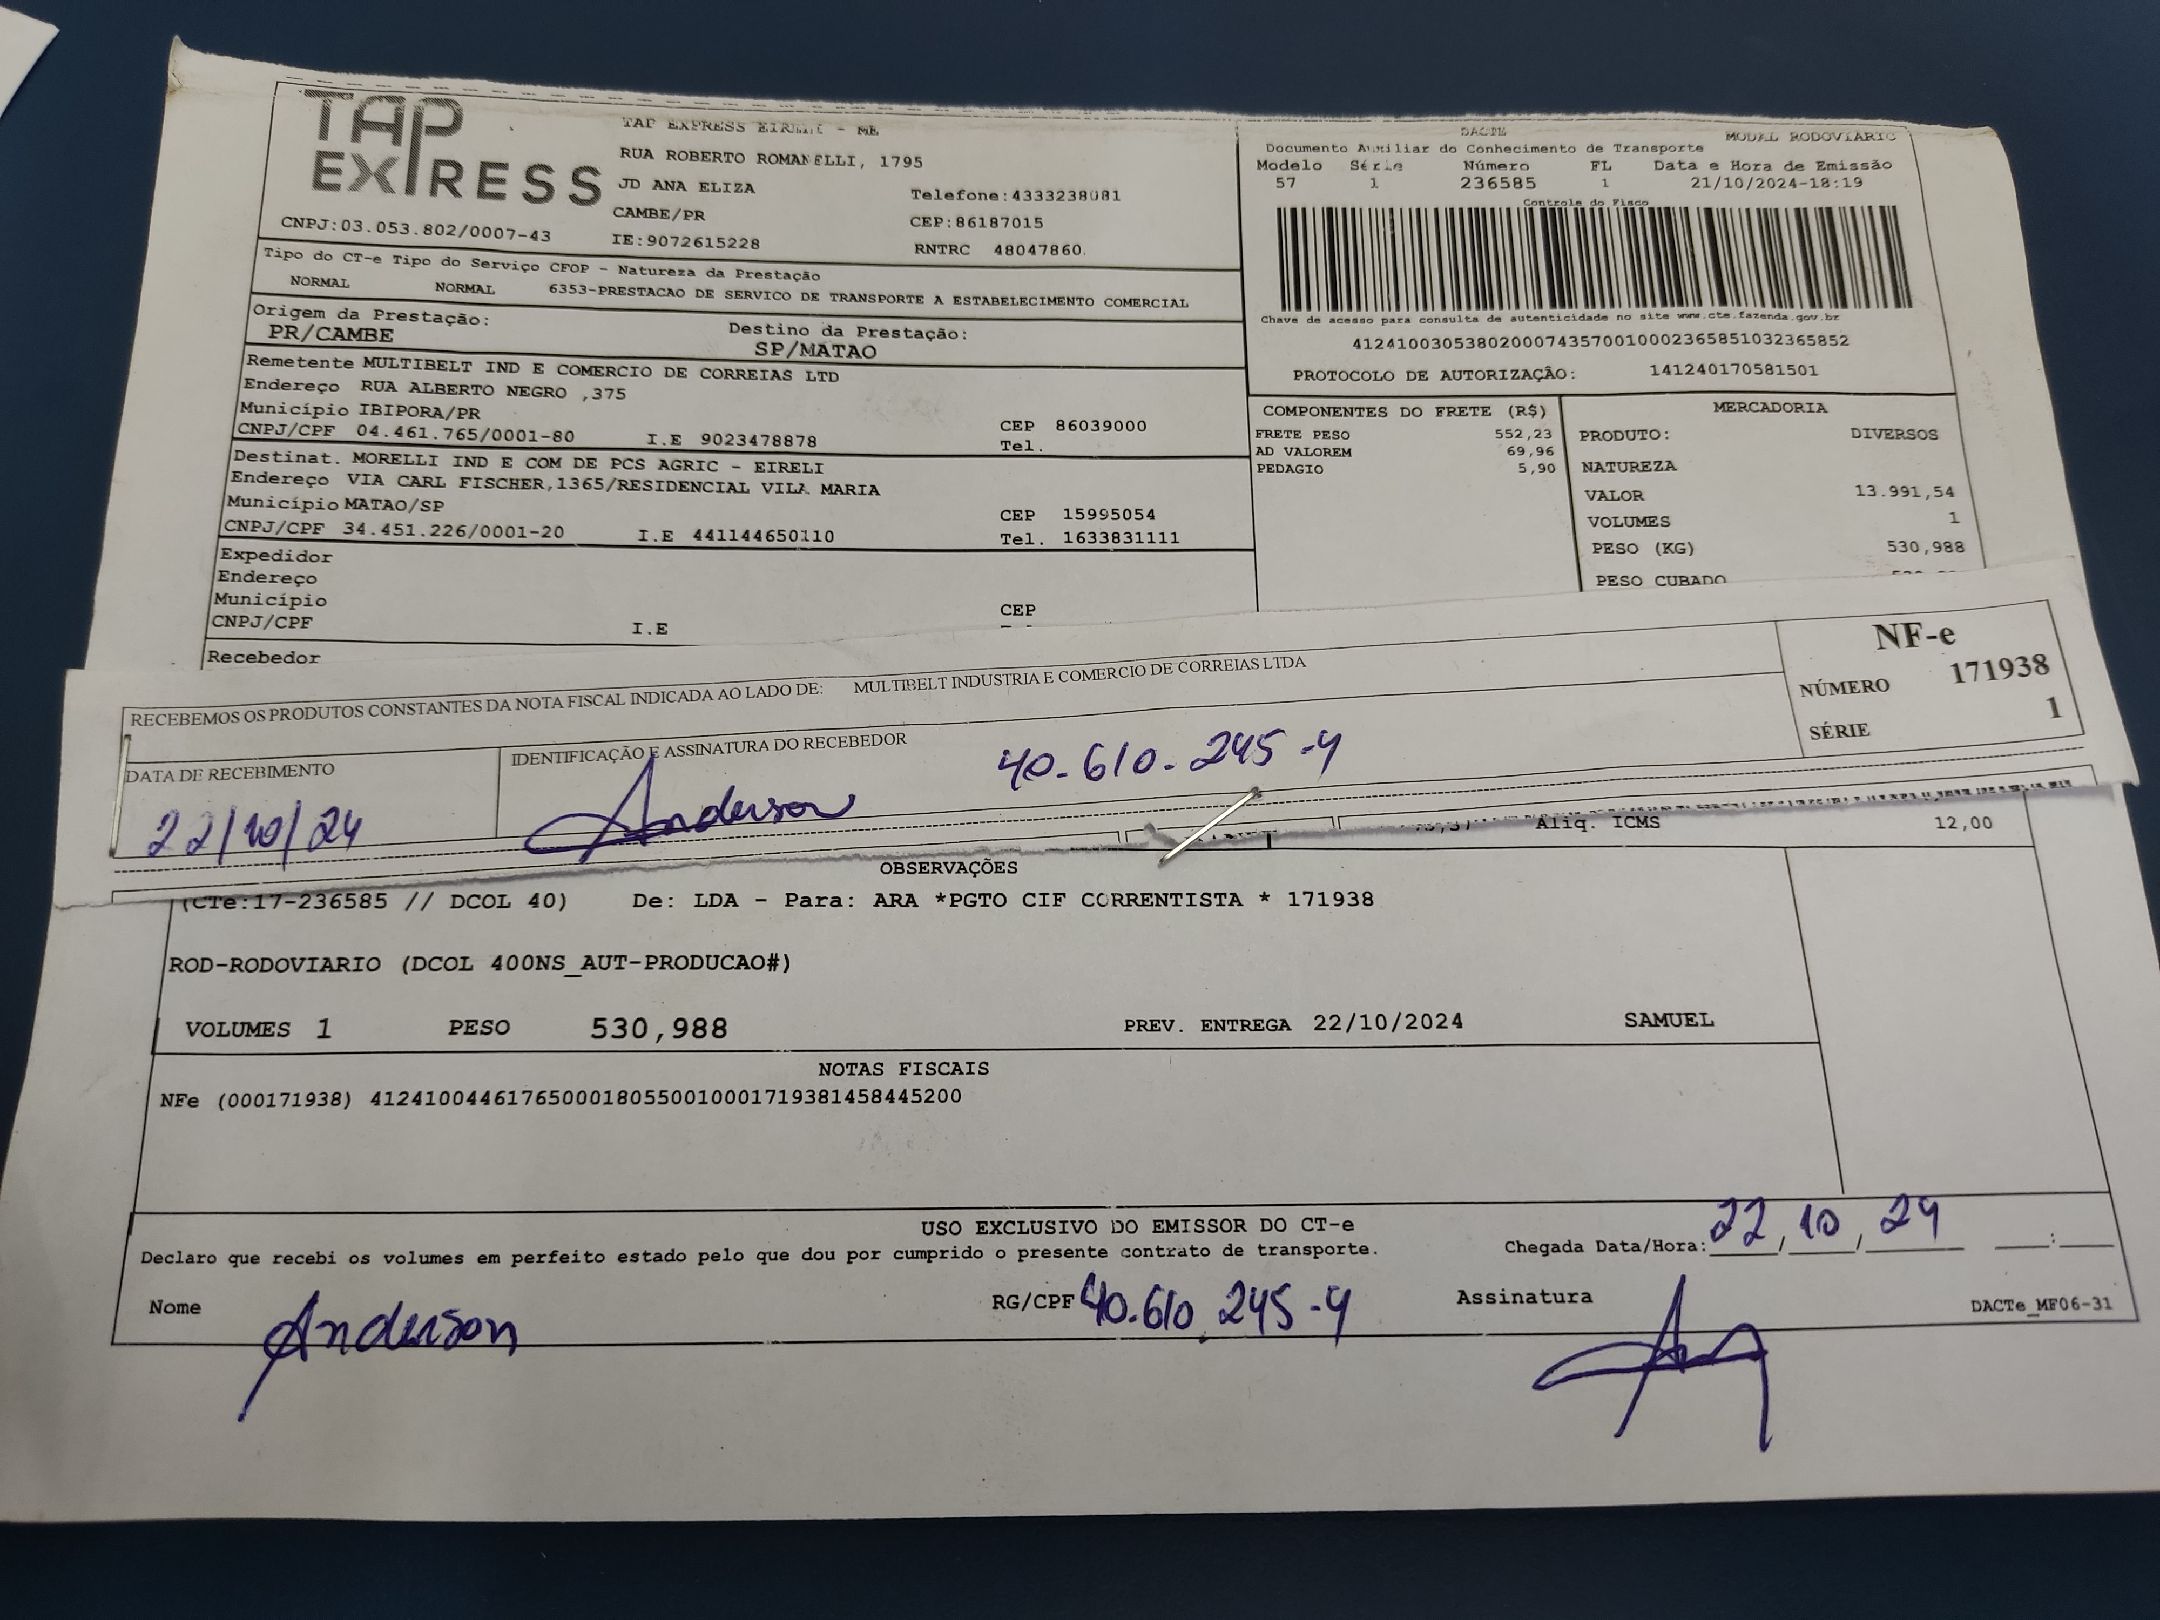 TAP EXPRESS
TAP EXPRESS EIRELI - ME
RUA ROBERTO ROMANELLI, 1795
JD ANA ELIZA
Telefone:4333238081
CAMBE/PR
CEP:86187015
CNPJ:03.053.802/0007-43
IE:9072615228
RNTRC 48047860
DACTE
MODAL RODOVIARIO
Documento Auxiliar do Conhecimento de Transporte
Modelo Série Número FL Data e Hora de Emissão
57 1 236585 1 21/10/2024-18:19
Controle do Fisco
Chave de acesso para consulta de autenticidade no site www.cte.fazenda.gov.br
41241003053802000743570010002365851032365852
PROTOCOLO DE AUTORIZAÇÃO: 141240170581501
Tipo do CT-e Tipo do Serviço CFOP - Natureza da Prestação
NORMAL NORMAL 6353-PRESTACAO DE SERVICO DE TRANSPORTE A ESTABELECIMENTO COMERCIAL
Origem da Prestação: Destino da Prestação:
PR/CAMBE SP/MATAO
Remetente MULTIBELT IND E COMERCIO DE CORREIAS LTD
Endereço RUA ALBERTO NEGRO ,375
Município IBIPORA/PR CEP 86039000
CNPJ/CPF 04.461.765/0001-80 I.E 9023478878 Tel.
Destinat. MORELLI IND E COM DE PCS AGRIC - EIRELI
Endereço VIA CARL FISCHER,1365/RESIDENCIAL VILA MARIA
Município MATAO/SP CEP 15995054
CNPJ/CPF 34.451.226/0001-20 I.E 441144650110 Tel. 1633831111
Expedidor
Endereço
Município CEP
CNPJ/CPF I.E
Recebedor
COMPONENTES DO FRETE (R$)
FRETE PESO 552,23
AD VALOREM 69,96
PEDAGIO 5,90
MERCADORIA
PRODUTO: DIVERSOS
NATUREZA
VALOR 13.991,54
VOLUMES 1
PESO (KG) 530,988
PESO CUBADO
RECEBEMOS OS PRODUTOS CONSTANTES DA NOTA FISCAL INDICADA AO LADO DE: MULTIBELT INDUSTRIA E COMERCIO DE CORREIAS LTDA
NF-e
NÚMERO 171938
SÉRIE 1
DATA DE RECEBIMENTO
22/10/24
IDENTIFICAÇÃO E ASSINATURA DO RECEBEDOR
Anderson 40.610.245-4
Aliq. ICMS 12,00
OBSERVAÇÕES
(CTe:17-236585 // DCOL 40) De: LDA - Para: ARA *PGTO CIF CORRENTISTA * 171938
ROD-RODOVIARIO (DCOL 400NS_AUT-PRODUCAO#)
VOLUMES 1 PESO 530,988 PREV. ENTREGA 22/10/2024 SAMUEL
NOTAS FISCAIS
NFe (000171938) 41241004461765000180550010001719381458445200
USO EXCLUSIVO DO EMISSOR DO CT-e
Declaro que recebi os volumes em perfeito estado pelo que dou por cumprido o presente contrato de transporte.
Chegada Data/Hora: 22/10/24 ___:___
Nome Anderson RG/CPF 40.610.245-4 Assinatura
DACTe_MF06-31